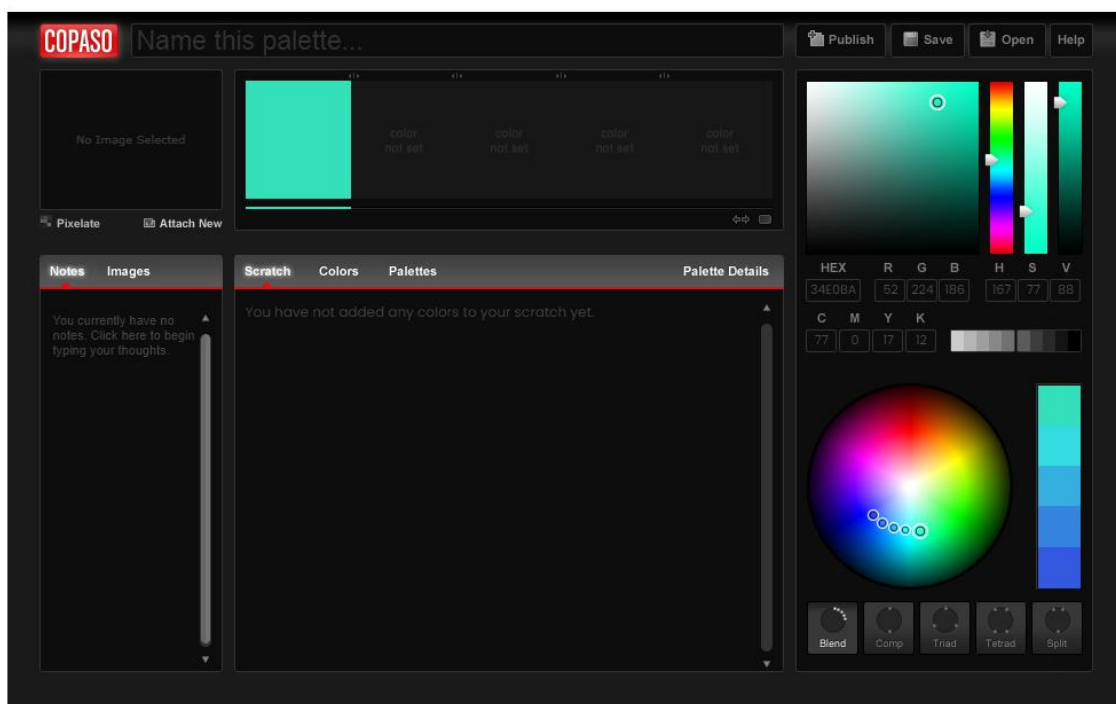 COPASO
Name this palette...
Publish
Save
Open
Help
No Image Selected
color
not set
color
not set
color
not set
color
not set
Pixelate
Attach New
Notes
Images
Scratch
Colors
Palettes
Palette Details
You currently have no
notes. Click here to begin
typing your thoughts.
You have not added any colors to your scratch yet.
HEX R G B H S V
34E0BA 52 224 186 167 77 88
C M Y K
77 0 17 12
Blend
Comp
Triad
Tetrad
Split